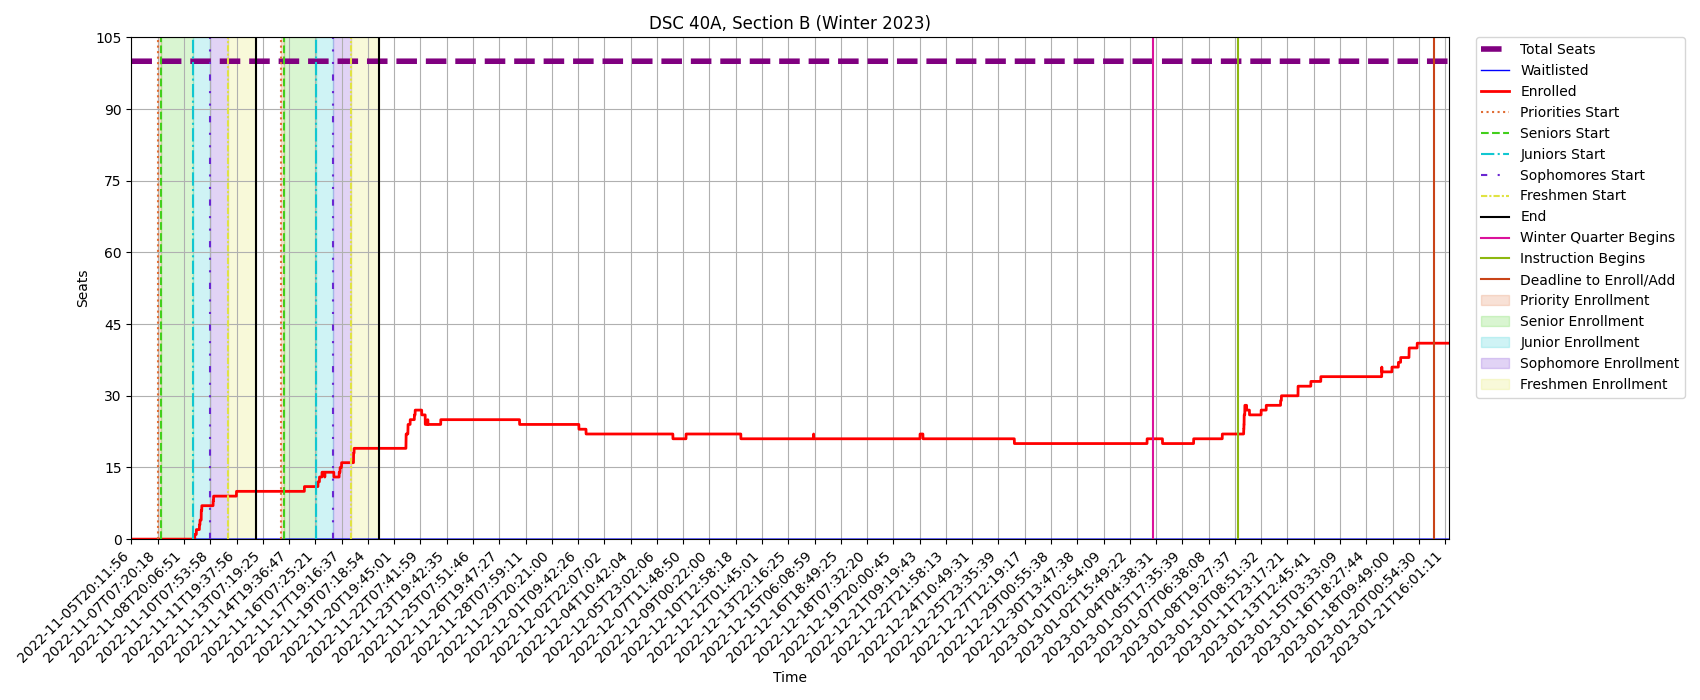 DSC 40A, Section B (Winter 2023)
105
90
75
60
45
30
15
0
Seats
2022-11-05T20:11:56
2022-11-07T07:20:18
2022-11-08T20:06:51
2022-11-10T07:53:58
2022-11-11T19:37:56
2022-11-13T07:19:25
2022-11-14T19:36:47
2022-11-16T07:25:21
2022-11-17T19:16:37
2022-11-19T07:18:54
2022-11-20T19:45:01
2022-11-22T07:41:59
2022-11-23T19:42:35
2022-11-25T07:51:46
2022-11-26T19:47:27
2022-11-28T07:59:11
2022-11-29T20:21:00
2022-12-01T09:42:26
2022-12-02T22:07:02
2022-12-04T10:42:04
2022-12-05T23:02:06
2022-12-07T11:48:50
2022-12-09T00:22:00
2022-12-10T12:58:18
2022-12-12T01:45:01
2022-12-13T12:16:25
2022-12-15T06:08:59
2022-12-16T18:49:25
2022-12-18T07:32:20
2022-12-19T20:00:45
2022-12-21T09:19:43
2022-12-22T21:58:13
2022-12-24T10:49:31
2022-12-25T23:35:39
2022-12-27T12:19:17
2022-12-29T00:55:38
2022-12-30T13:47:38
2023-01-01T02:54:09
2023-01-02T15:49:22
2023-01-04T04:38:31
2023-01-05T17:35:39
2023-01-07T06:38:08
2023-01-08T19:27:37
2023-01-10T08:51:32
2023-01-11T23:17:21
2023-01-13T12:45:41
2023-01-15T03:33:09
2023-01-16T18:27:44
2023-01-18T09:49:00
2023-01-20T00:54:30
2023-01-21T16:01:11
Time
Total Seats
Waitlisted
Enrolled
Priorities Start
Seniors Start
Juniors Start
Sophomores Start
Freshmen Start
End
Winter Quarter Begins
Instruction Begins
Deadline to Enroll/Add
Priority Enrollment
Senior Enrollment
Junior Enrollment
Sophomore Enrollment
Freshmen Enrollment